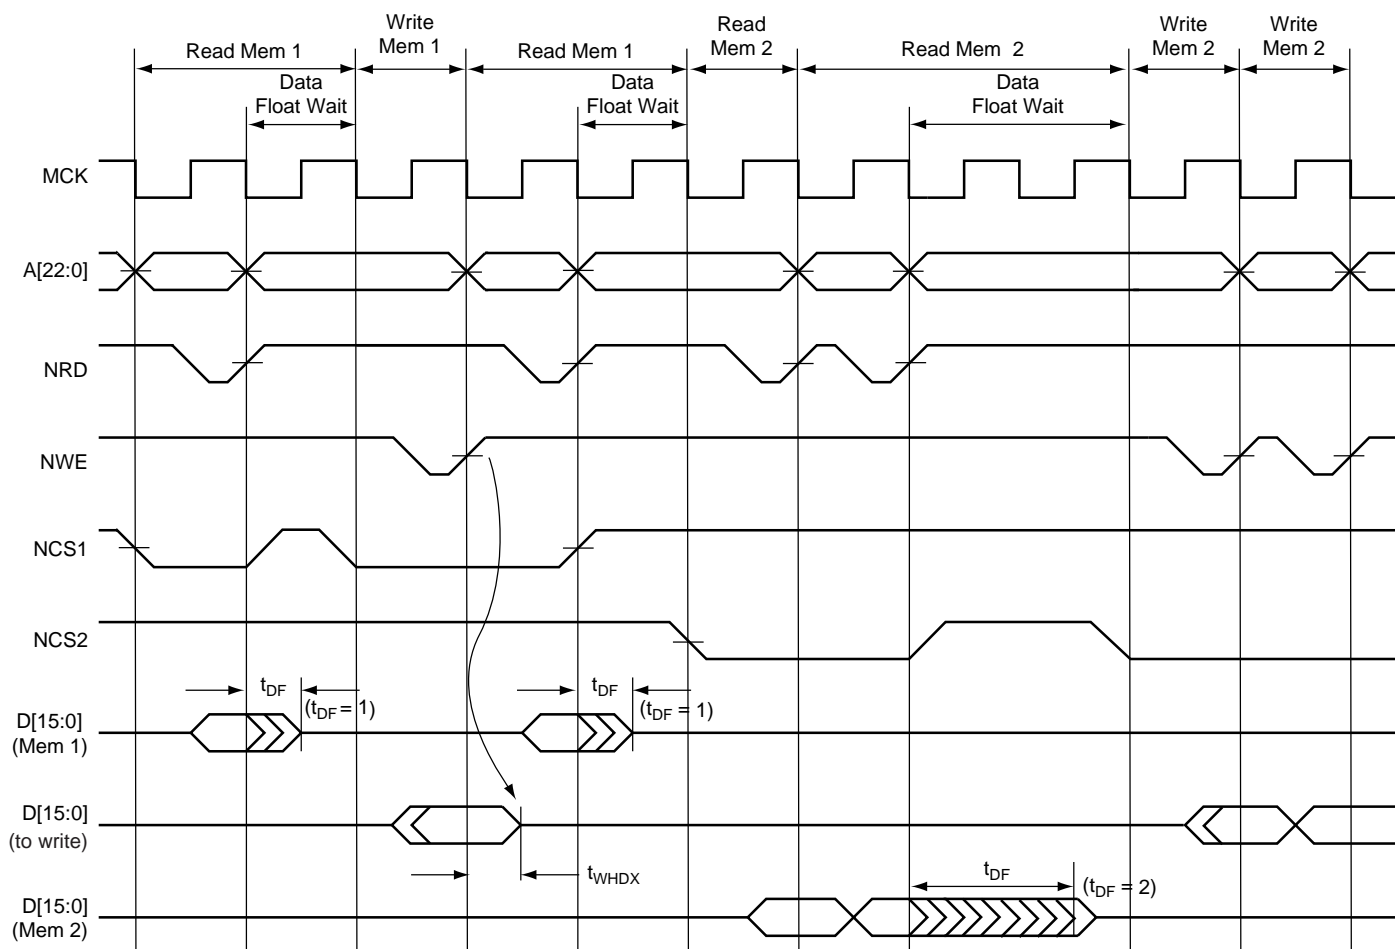 Write
Mem 1
Read
Mem 2
Write
Mem 2
Write
Mem 2
Read Mem 1
Read Mem 1
Read Mem 2
Data
Float Wait
Data
Float Wait
Data
Float Wait
MCK
A[22:0]
NRD
NWE
NCS1
NCS2
tDF
(tDF = 1)
tDF
(tDF = 1)
D[15:0]
(Mem 1)
D[15:0]
(to write)
tWHDX
tDF
(tDF = 2)
D[15:0]
(Mem 2)